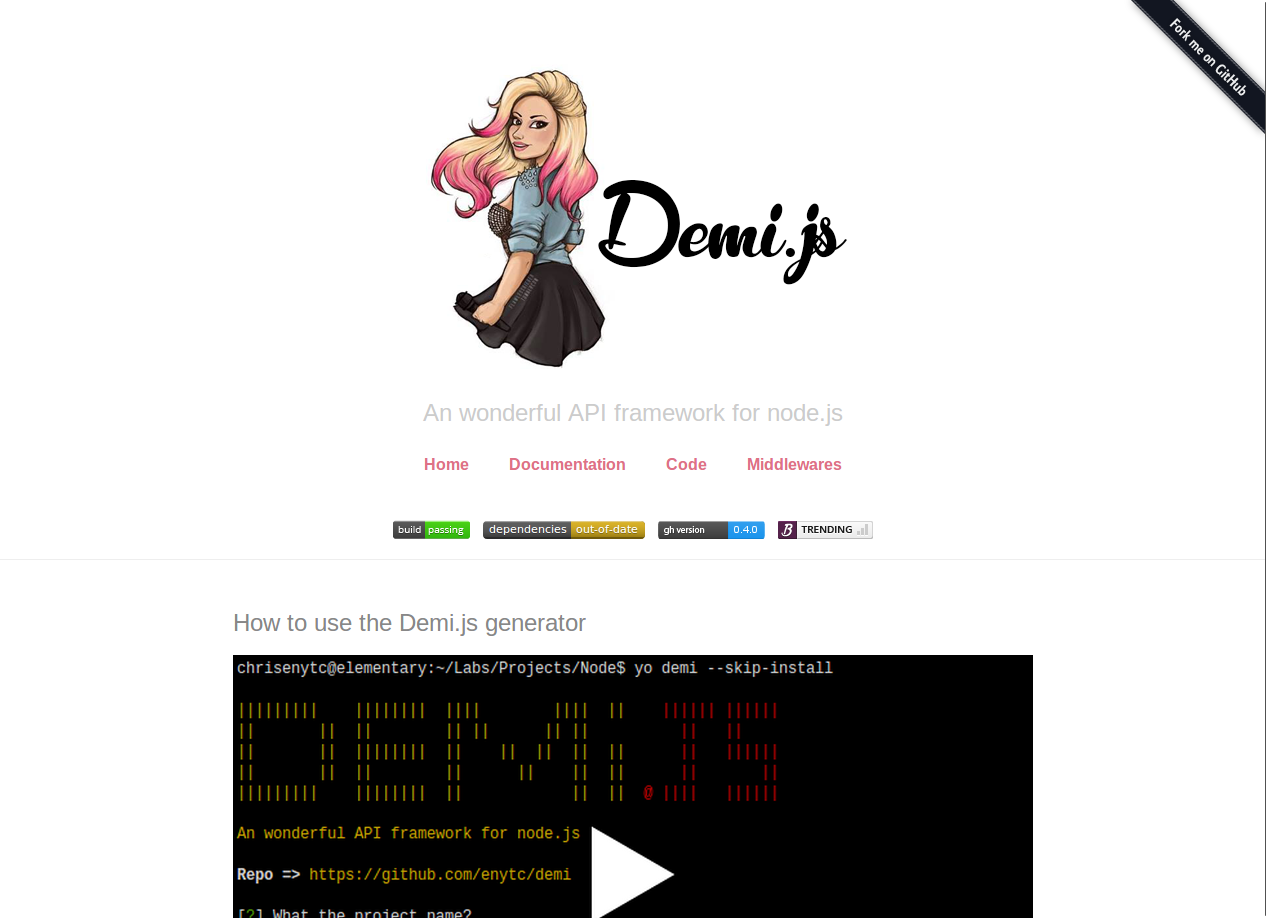 Fork me on GitHub
Demi.js
An wonderful API framework for node.js
Home Documentation Code Middlewares
build passing dependencies out-of-date gh version 0.4.0 B TRENDING
How to use the Demi.js generator
chrisenytc@elementary:~/Labs/Projects/Node$ yo demi --skip-install
DEMI.JS
An wonderful API framework for node.js
Repo => https://github.com/enytc/demi
[?] What the project name?